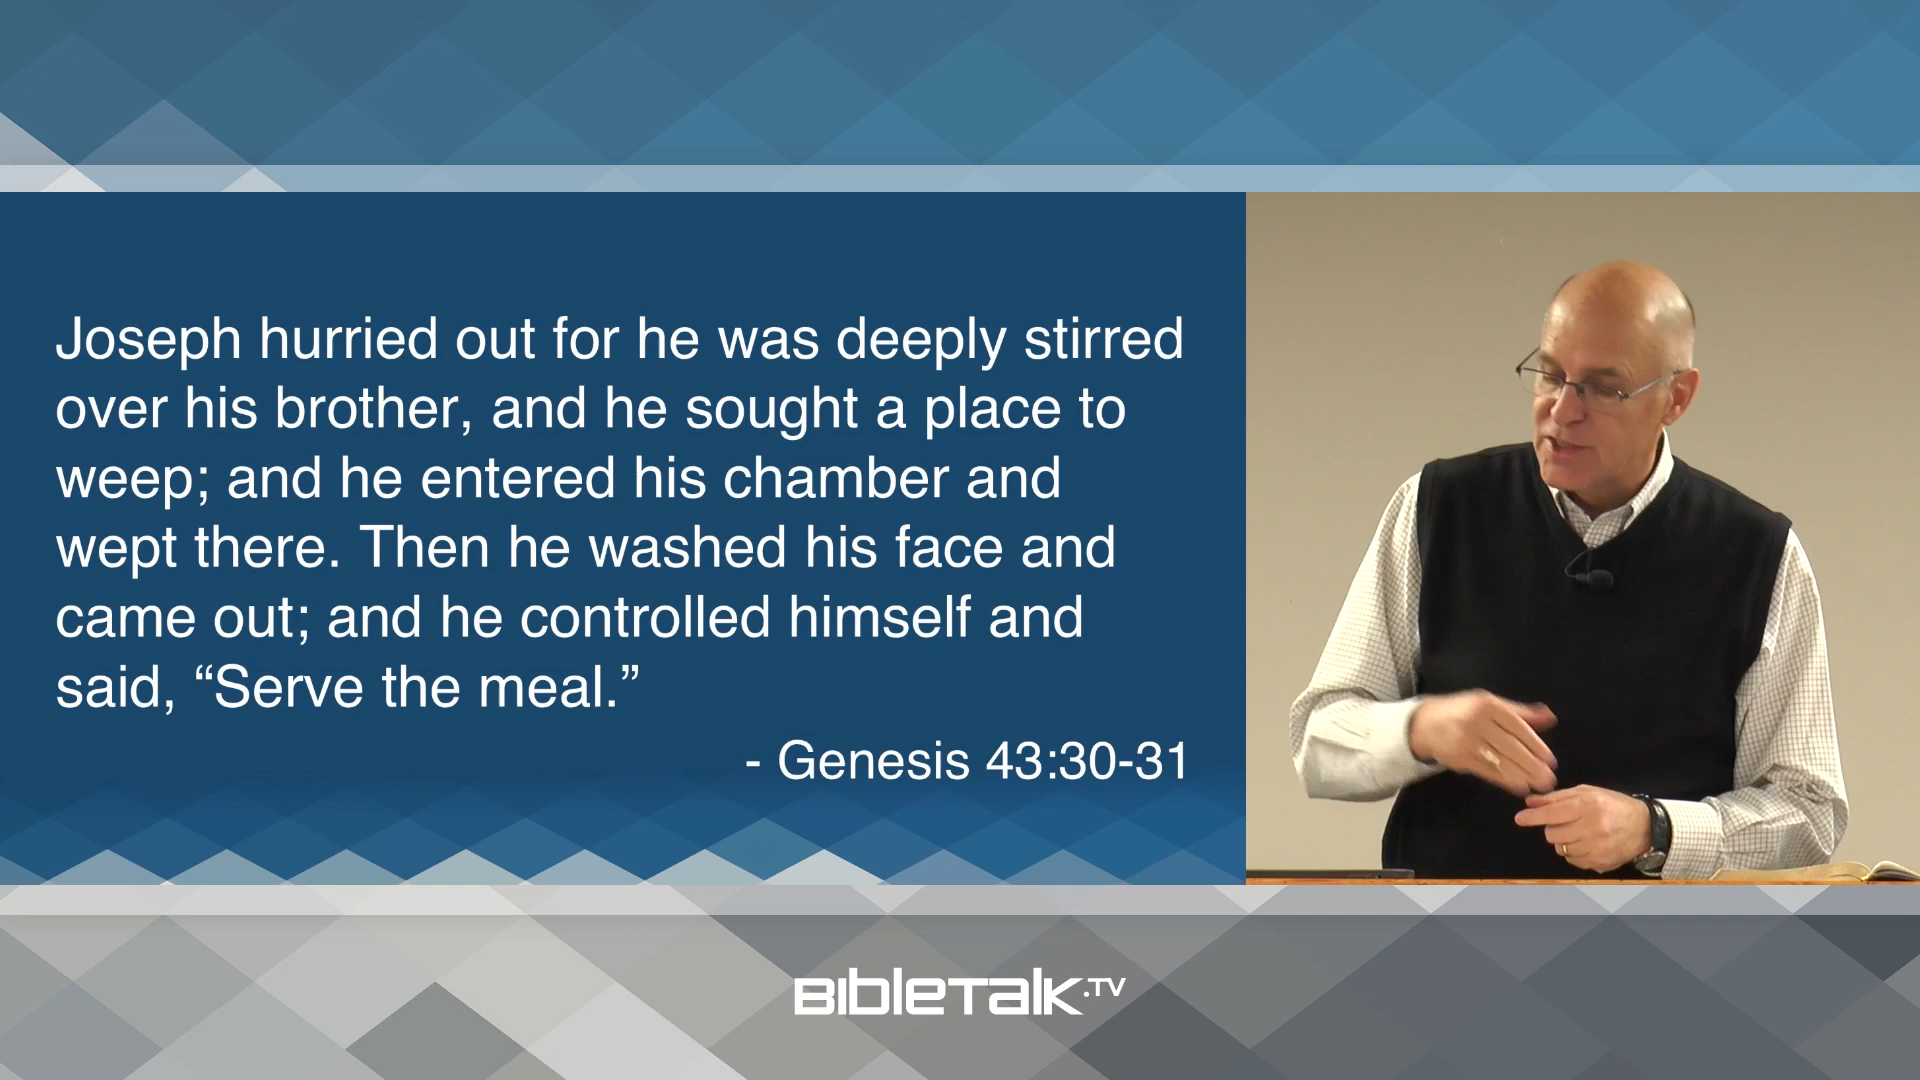 Joseph hurried out for he was deeply stirred
over his brother, and he sought a place to
weep; and he entered his chamber and
wept there. Then he washed his face and
came out; and he controlled himself and
said, “Serve the meal.”
- Genesis 43:30-31
BIBLETALK.TV